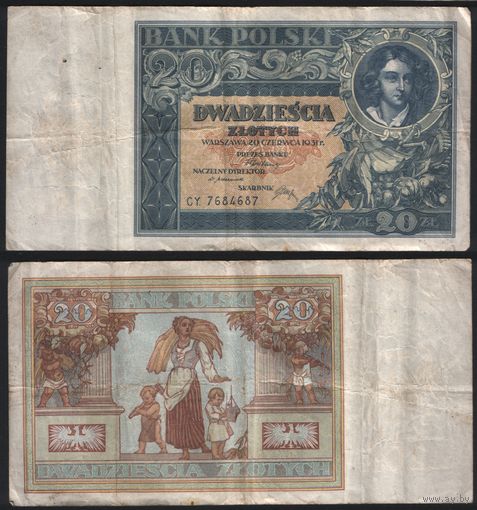 BANK POLSKI
20
DWADZIEŚCIA
ZŁOTYCH
WARSZAWA 20 CZERWCA 1931 r.
PREZES BANKU
NACZELNY DYREKTOR
SKARBNIK
CY. 7684687
20 ZŁ
BANK POLSKI
20 20
DWADZIEŚCIA ZŁOTYCH
www.ay.by